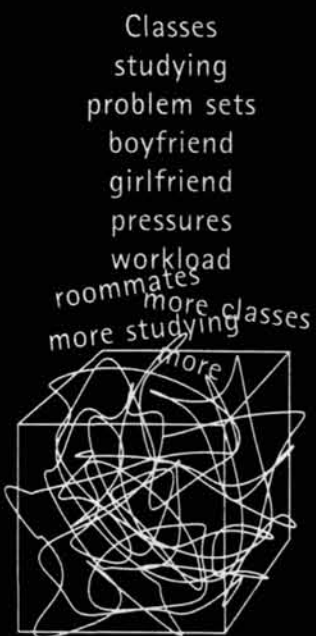 Classes
studying
problem sets
boyfriend
girlfriend
pressures
workload
roommates
more classes
more studying
more